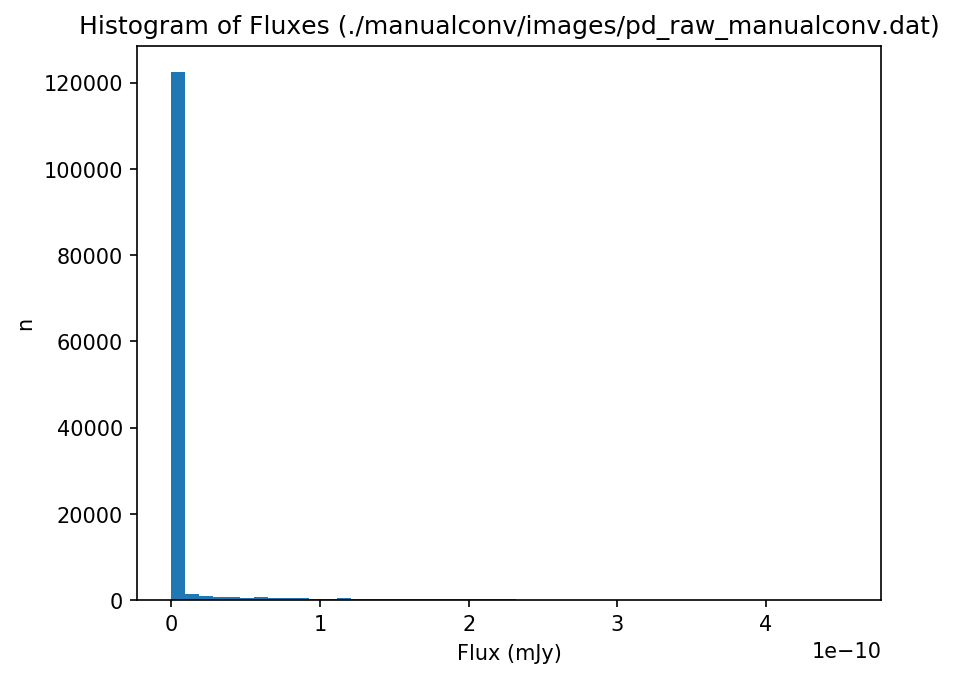 Histogram of Fluxes (./manualconv/images/pd_raw_manualconv.dat)
120000
100000
80000
60000
40000
20000
0
n
0 1 2 3 4
1e−10
Flux (mJy)